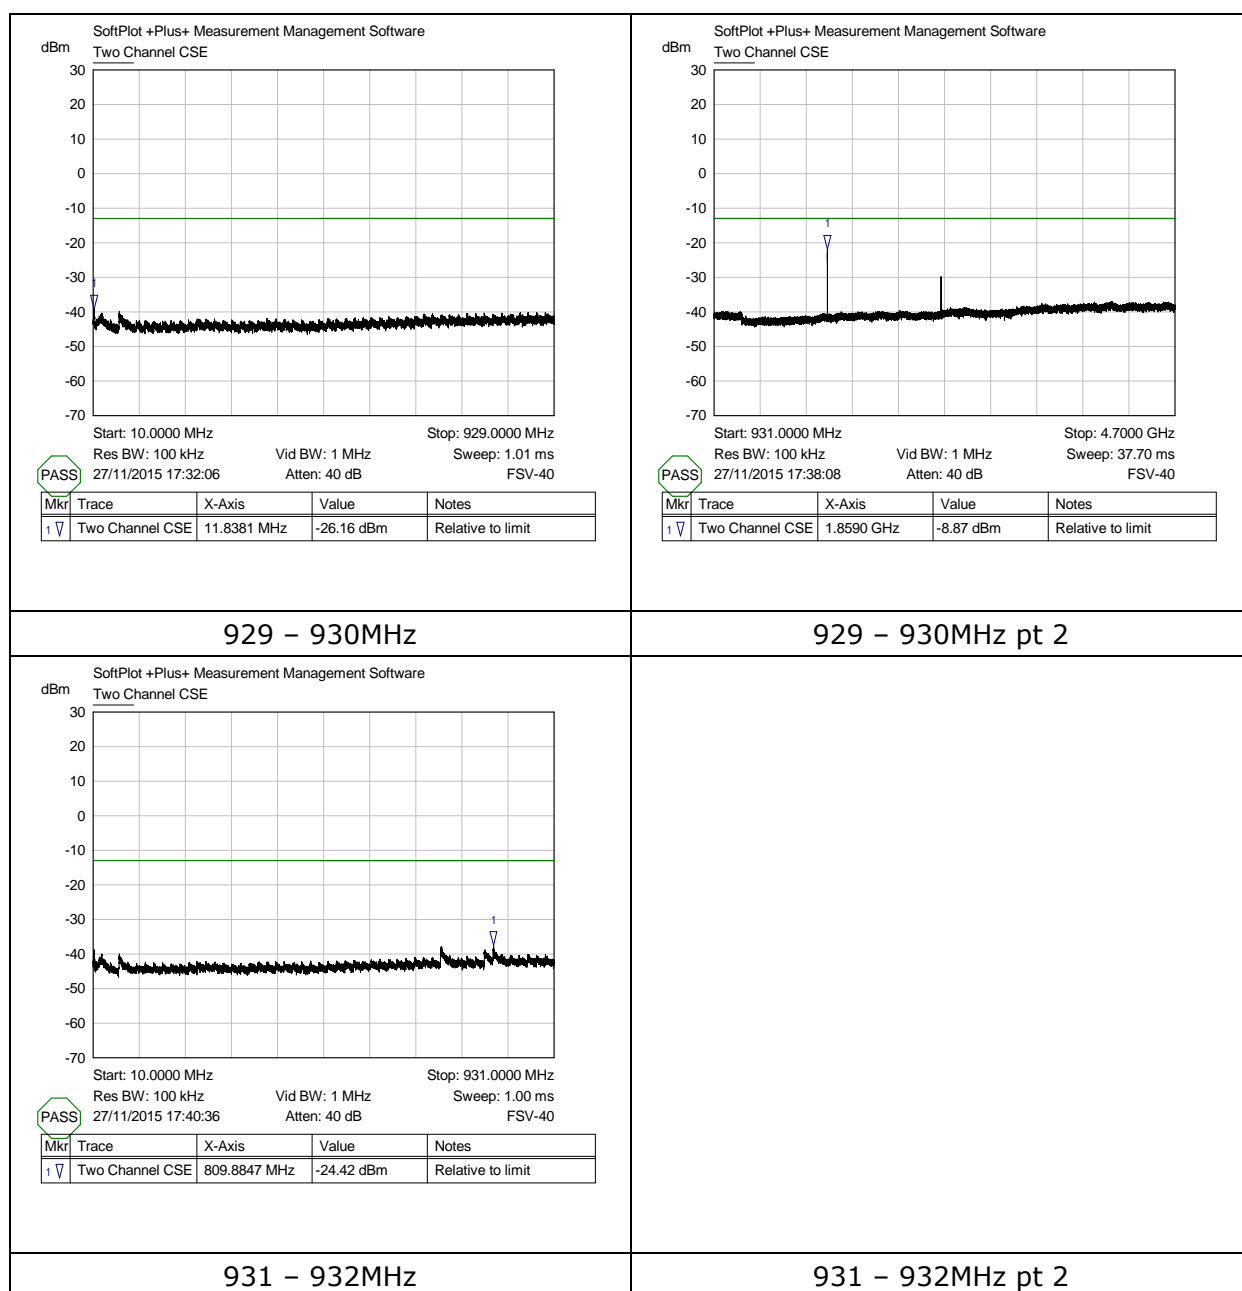 SoftPlot +Plus+ Measurement Management Software
dBm Two Channel CSE
30
20
10
0
-10
-20
-30
-40
-50
-60
-70
1
Start: 10.0000 MHz Stop: 929.0000 MHz
Res BW: 100 kHz Vid BW: 1 MHz Sweep: 1.01 ms
PASS 27/11/2015 17:32:06 Atten: 40 dB FSV-40
Mkr Trace X-Axis Value Notes
1 Two Channel CSE 11.8381 MHz -26.16 dBm Relative to limit
SoftPlot +Plus+ Measurement Management Software
dBm Two Channel CSE
30
20
10
0
-10
-20
-30
-40
-50
-60
-70
1
Start: 931.0000 MHz Stop: 4.7000 GHz
Res BW: 100 kHz Vid BW: 1 MHz Sweep: 37.70 ms
PASS 27/11/2015 17:38:08 Atten: 40 dB FSV-40
Mkr Trace X-Axis Value Notes
1 Two Channel CSE 1.8590 GHz -8.87 dBm Relative to limit
929 – 930MHz 929 – 930MHz pt 2
SoftPlot +Plus+ Measurement Management Software
dBm Two Channel CSE
30
20
10
0
-10
-20
-30
-40
-50
-60
-70
1
Start: 10.0000 MHz Stop: 931.0000 MHz
Res BW: 100 kHz Vid BW: 1 MHz Sweep: 1.00 ms
PASS 27/11/2015 17:40:36 Atten: 40 dB FSV-40
Mkr Trace X-Axis Value Notes
1 Two Channel CSE 809.8847 MHz -24.42 dBm Relative to limit
931 – 932MHz 931 – 932MHz pt 2